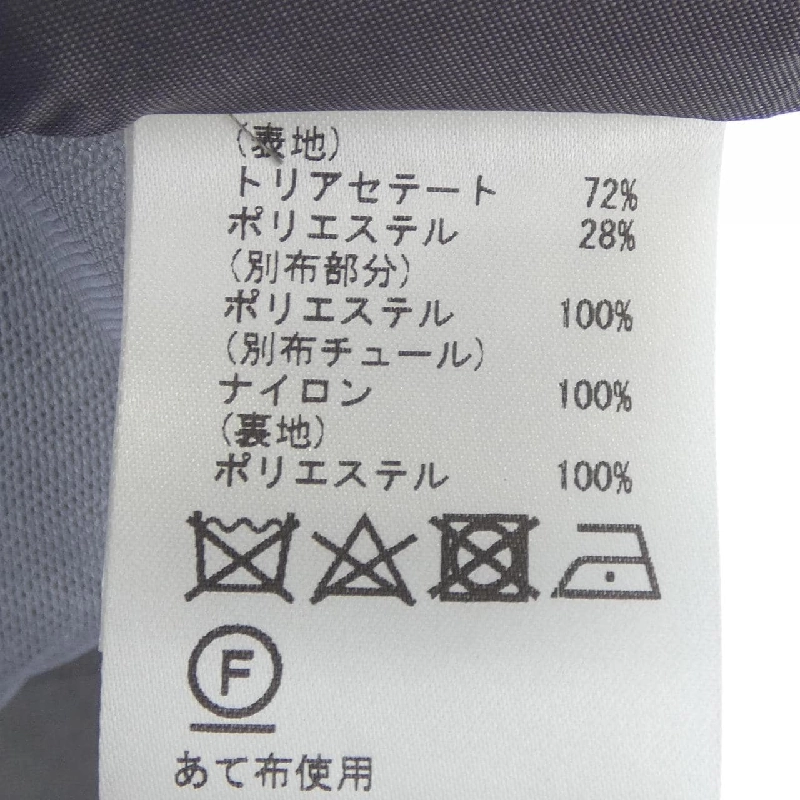 (表地)
トリアセテート 72%
ポリエステル 28%
(別布部分)
ポリエステル 100%
(別布チュール)
ナイロン 100%
(裏地)
ポリエステル 100%
F
あて布使用